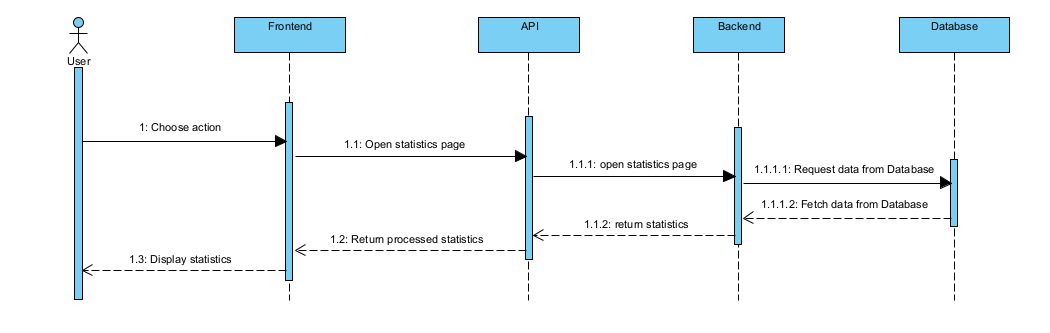 Frontend
API
Backend
Database
User
1: Choose action
1.1: Open statistics page
1.1.1: open statistics page
1.1.1.1: Request data from Database
1.1.1.2: Fetch data from Database
1.1.2: return statistics
1.2: Return processed statistics
1.3: Display statistics